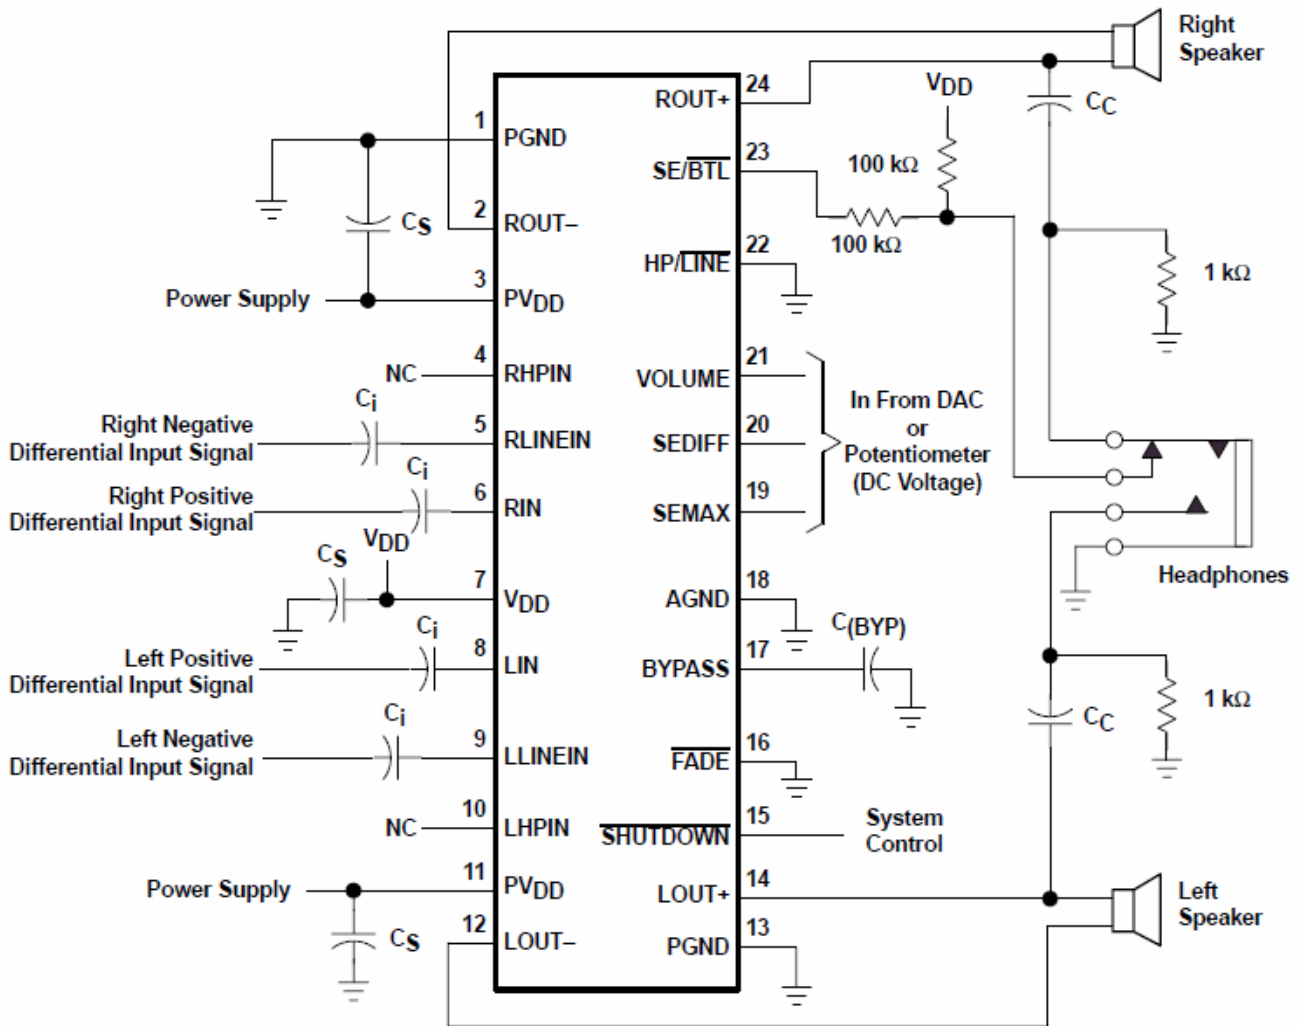 Right
Speaker
24
ROUT+
VDD
CC
1
PGND
23
SE/BTL
100 kΩ
CS
2
ROUT–
100 kΩ
22
HP/LINE
1 kΩ
3
Power Supply
PVDD
4
NC
RHPIN
21
VOLUME
Ci
Right Negative
Differential Input Signal
5
RLINEIN
20
SEDIFF
In From DAC
or
Potentiometer
(DC Voltage)
Ci
Right Positive
Differential Input Signal
6
RIN
19
SEMAX
VDD
CS
7
VDD
18
AGND
Headphones
Ci
Left Positive
Differential Input Signal
8
LIN
C(BYP)
17
BYPASS
1 kΩ
CC
Ci
Left Negative
Differential Input Signal
9
LLINEIN
16
FADE
10
NC
LHPIN
15
SHUTDOWN
System
Control
11
Power Supply
PVDD
14
LOUT+
Left
Speaker
12
CS
LOUT–
13
PGND